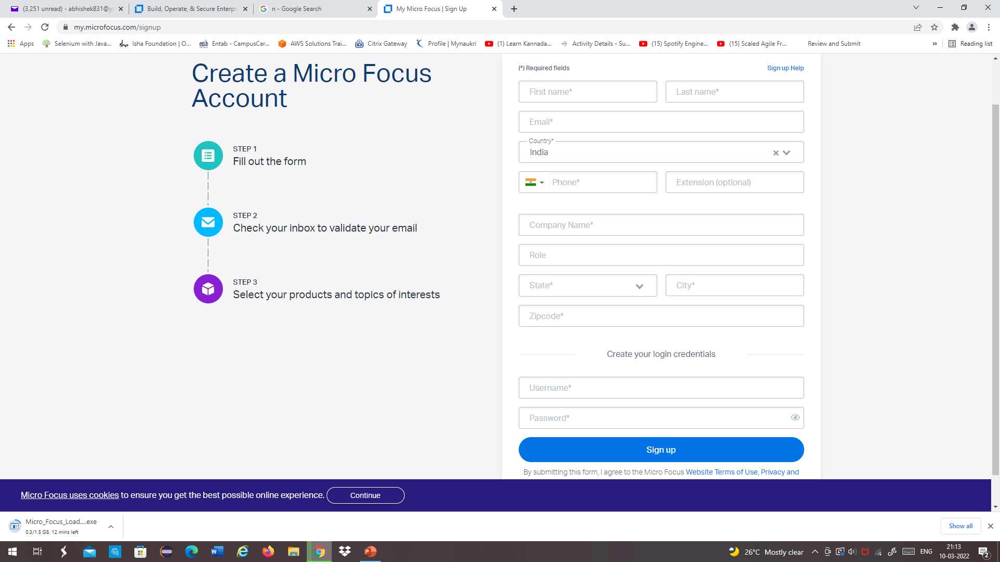 (3,251 unread) - abhishek831@ya
Build, Operate, & Secure Enterpri
n - Google Search
My Micro Focus | Sign Up
my.microfocus.com/signup
Apps
Selenium with Java...
Isha Foundation | O...
Entab - CampusCar...
AWS Solutions Trai...
Citrix Gateway
Profile | Mynaukri
(1) Learn Kannada...
Activity Details - Su...
(15) Spotify Engine...
(15) Scaled Agile Fr...
Review and Submit
»
Reading list
Create a Micro Focus
Account
STEP 1
Fill out the form
STEP 2
Check your inbox to validate your email
STEP 3
Select your products and topics of interests
(*) Required fields
Sign up Help
First name*
Last name*
Email*
Country*
India
Phone*
Extension (optional)
Company Name*
Role
State*
City*
Zipcode*
Create your login credentials
Username*
Password*
Sign up
By submitting this form, I agree to the Micro Focus Website Terms of Use, Privacy and
Micro Focus uses cookies to ensure you get the best possible online experience.
Continue
Micro_Focus_Load....exe
0.3/1.5 GB, 12 mins left
Show all
26°C Mostly clear
ENG
21:13
10-03-2022
2